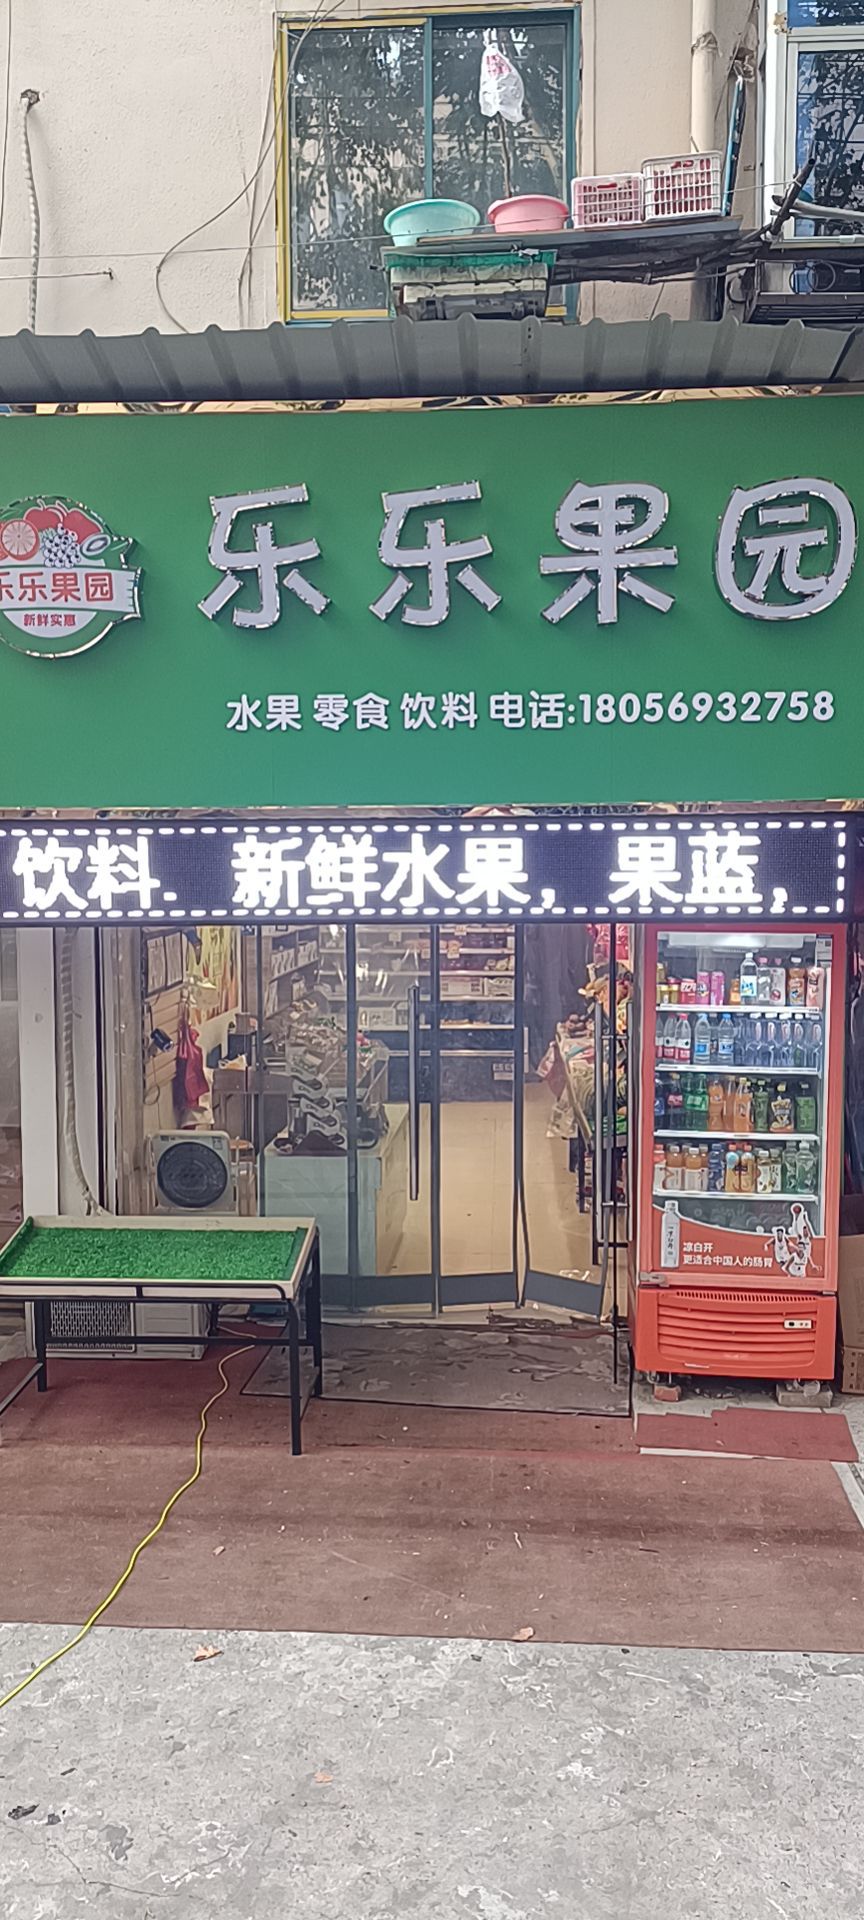 乐乐果园
乐乐果园
新鲜实惠
水果 零食 饮料 电话:18056932758
饮料. 新鲜水果，果蓝，
凉白开
更适合中国人的肠胃